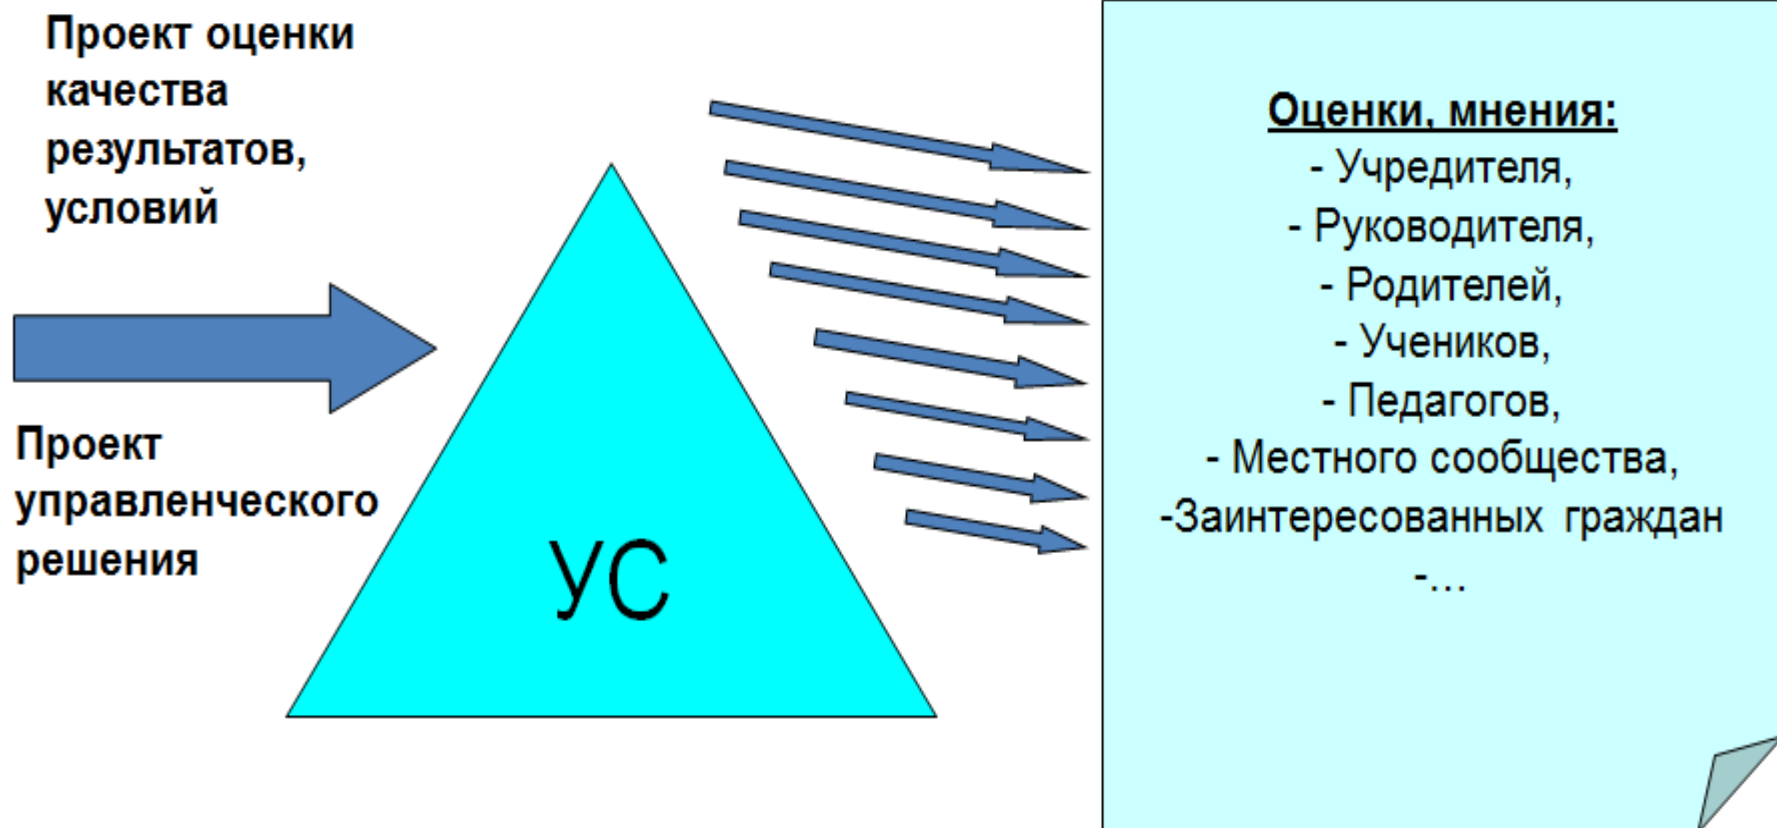 Проект оценки
качества
результатов,
условий
Проект
управленческого
решения
УС
Оценки, мнения:
- Учредителя,
- Руководителя,
- Родителей,
- Учеников,
- Педагогов,
- Местного сообщества,
-Заинтересованных граждан
-...